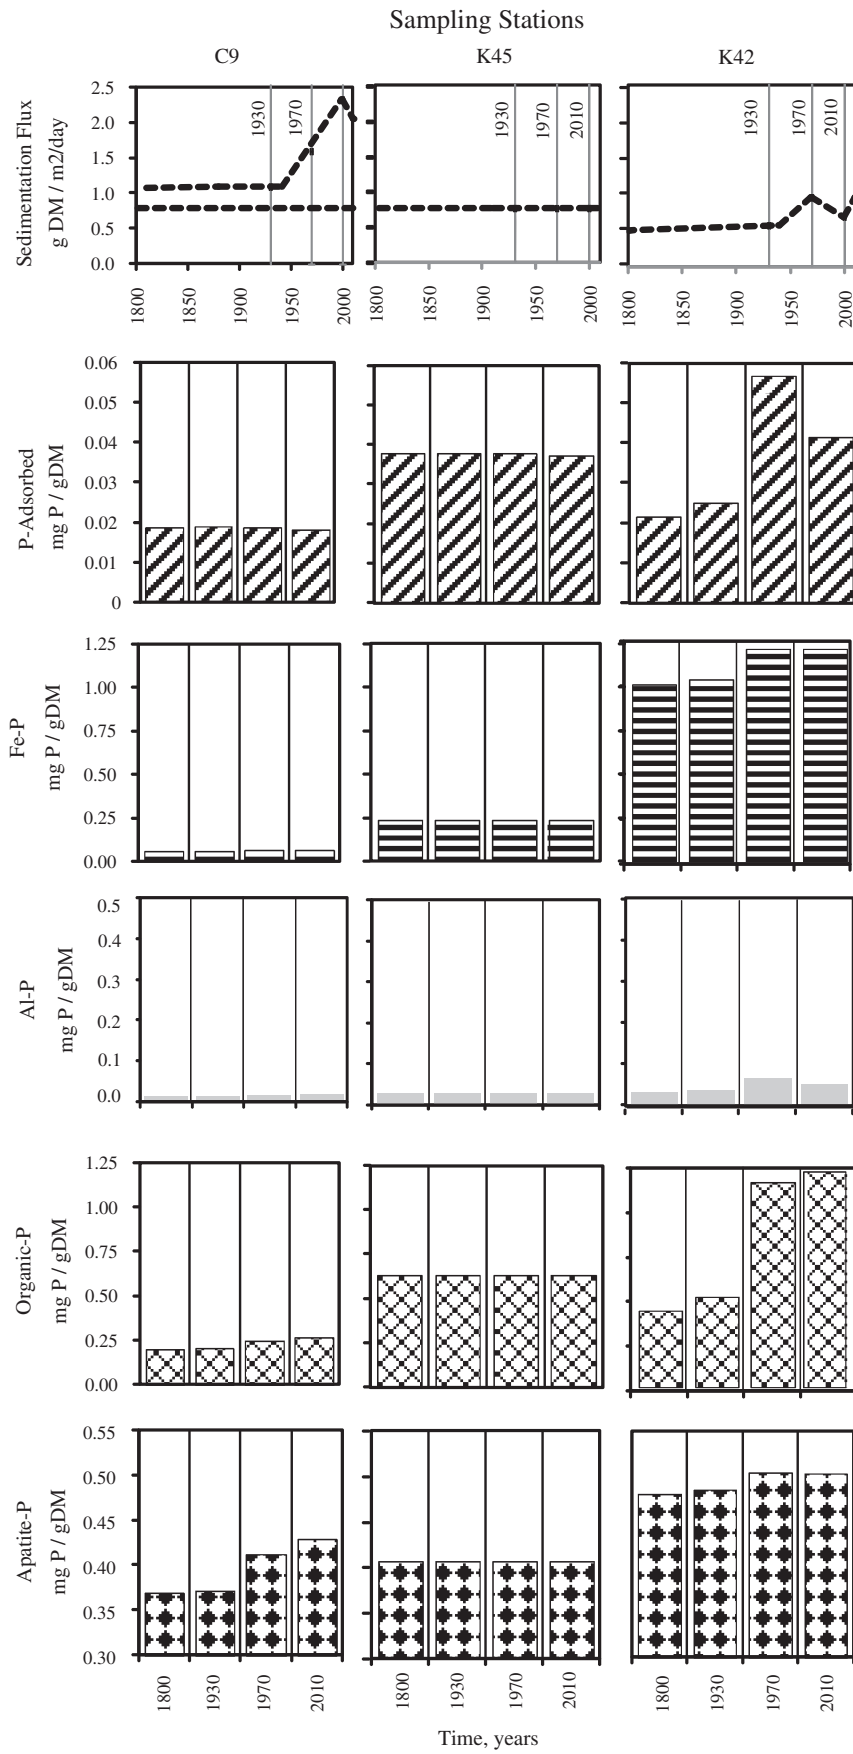 Sampling Stations
C9 K45 K42
Sedimentation Flux
g DM / m2/day
2.5
2.0
1.5
1.0
0.5
0.0
1930 1970
1930 1970 2010
1930 1970 2010
1800 1850 1900 1950 2000
1800 1850 1900 1950 2000
1800 1850 1900 1950 2000
P-Adsorbed
mg P / gDM
0.06
0.05
0.04
0.03
0.02
0.01
0
Fe-P
mg P / gDM
1.25
1.00
0.75
0.50
0.25
0.00
Al-P
mg P / gDM
0.5
0.4
0.3
0.2
0.1
0.0
Organic-P
mg P / gDM
1.25
1.00
0.75
0.50
0.25
0.00
Apatite-P
mg P / gDM
0.55
0.50
0.45
0.40
0.35
0.30
1800 1930 1970 2010
1800 1930 1970 2010
1800 1930 1970 2010
Time, years